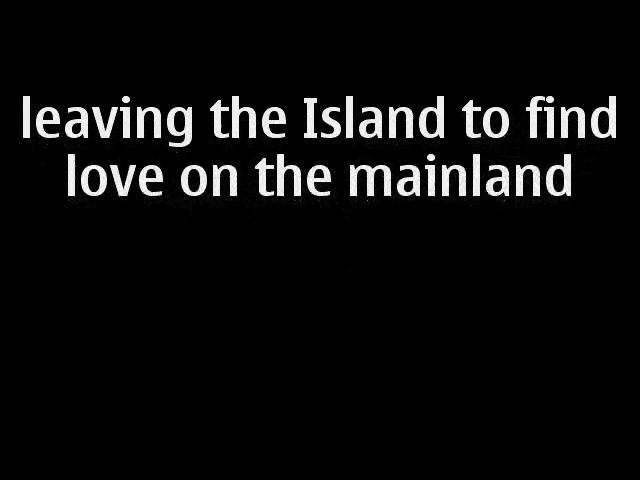 leaving the Island to find
love on the mainland